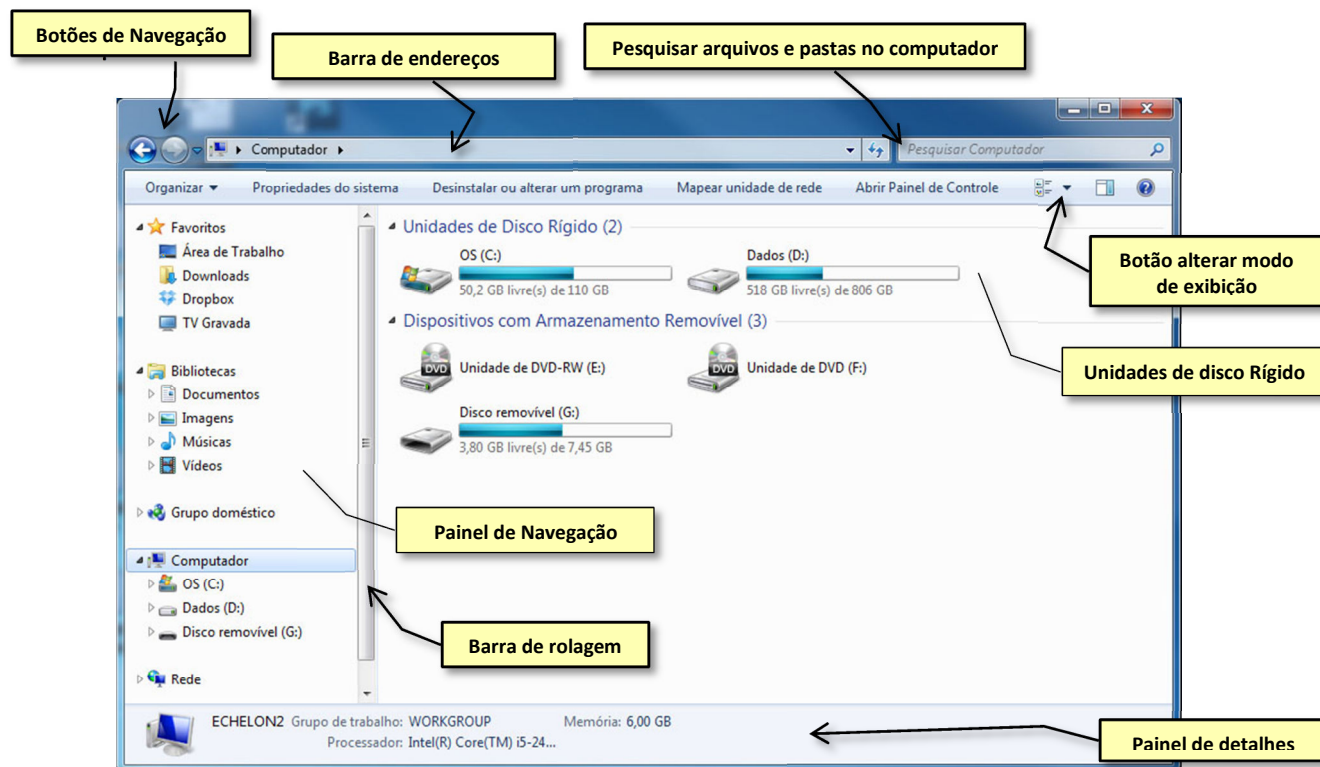 Botões de Navegação
Barra de endereços
Pesquisar arquivos e pastas no computador
Computador
Pesquisar Computador
Organizar
Propriedades do sistema
Desinstalar ou alterar um programa
Mapear unidade de rede
Abrir Painel de Controle
Favoritos
Área de Trabalho
Downloads
Dropbox
TV Gravada
Bibliotecas
Documentos
Imagens
Músicas
Vídeos
Grupo doméstico
Computador
OS (C:)
Dados (D:)
Disco removível (G:)
Rede
Unidades de Disco Rígido (2)
OS (C:)
50,2 GB livre(s) de 110 GB
Dados (D:)
518 GB livre(s) de 806 GB
Dispositivos com Armazenamento Removível (3)
DVD
Unidade de DVD-RW (E:)
DVD
Unidade de DVD (F:)
Disco removível (G:)
3,80 GB livre(s) de 7,45 GB
Botão alterar modo
de exibição
Unidades de disco Rígido
Painel de Navegação
Barra de rolagem
ECHELON2 Grupo de trabalho: WORKGROUP Memória: 6,00 GB
Processador: Intel(R) Core(TM) i5-24...
Painel de detalhes